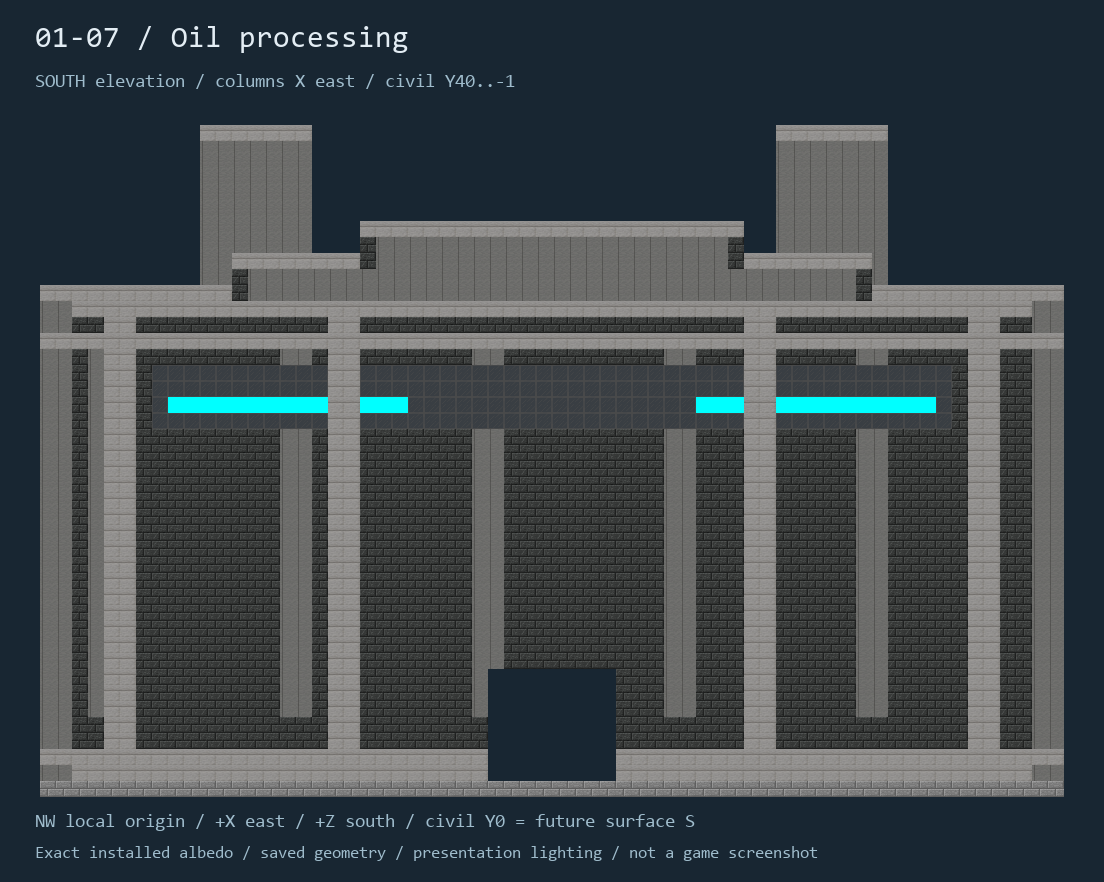 01-07 / Oil processing
SOUTH elevation / columns X east / civil Y40..-1
NW local origin / +X east / +Z south / civil Y0 = future surface S
Exact installed albedo / saved geometry / presentation lighting / not a game screenshot